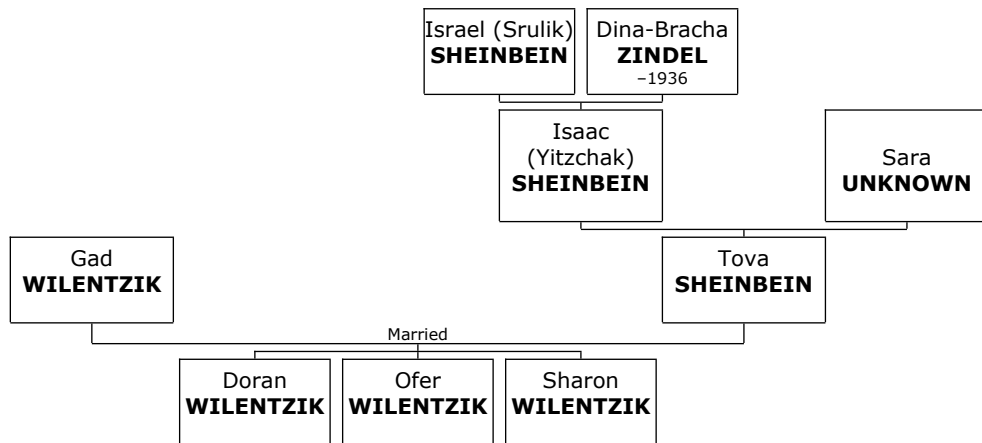 Israel (Srulik)
SHEINBEIN
Dina-Bracha
ZINDEL
–1936
Isaac
(Yitzchak)
SHEINBEIN
Sara
UNKNOWN
Gad
WILENTZIK
Tova
SHEINBEIN
Married
Doran
WILENTZIK
Ofer
WILENTZIK
Sharon
WILENTZIK